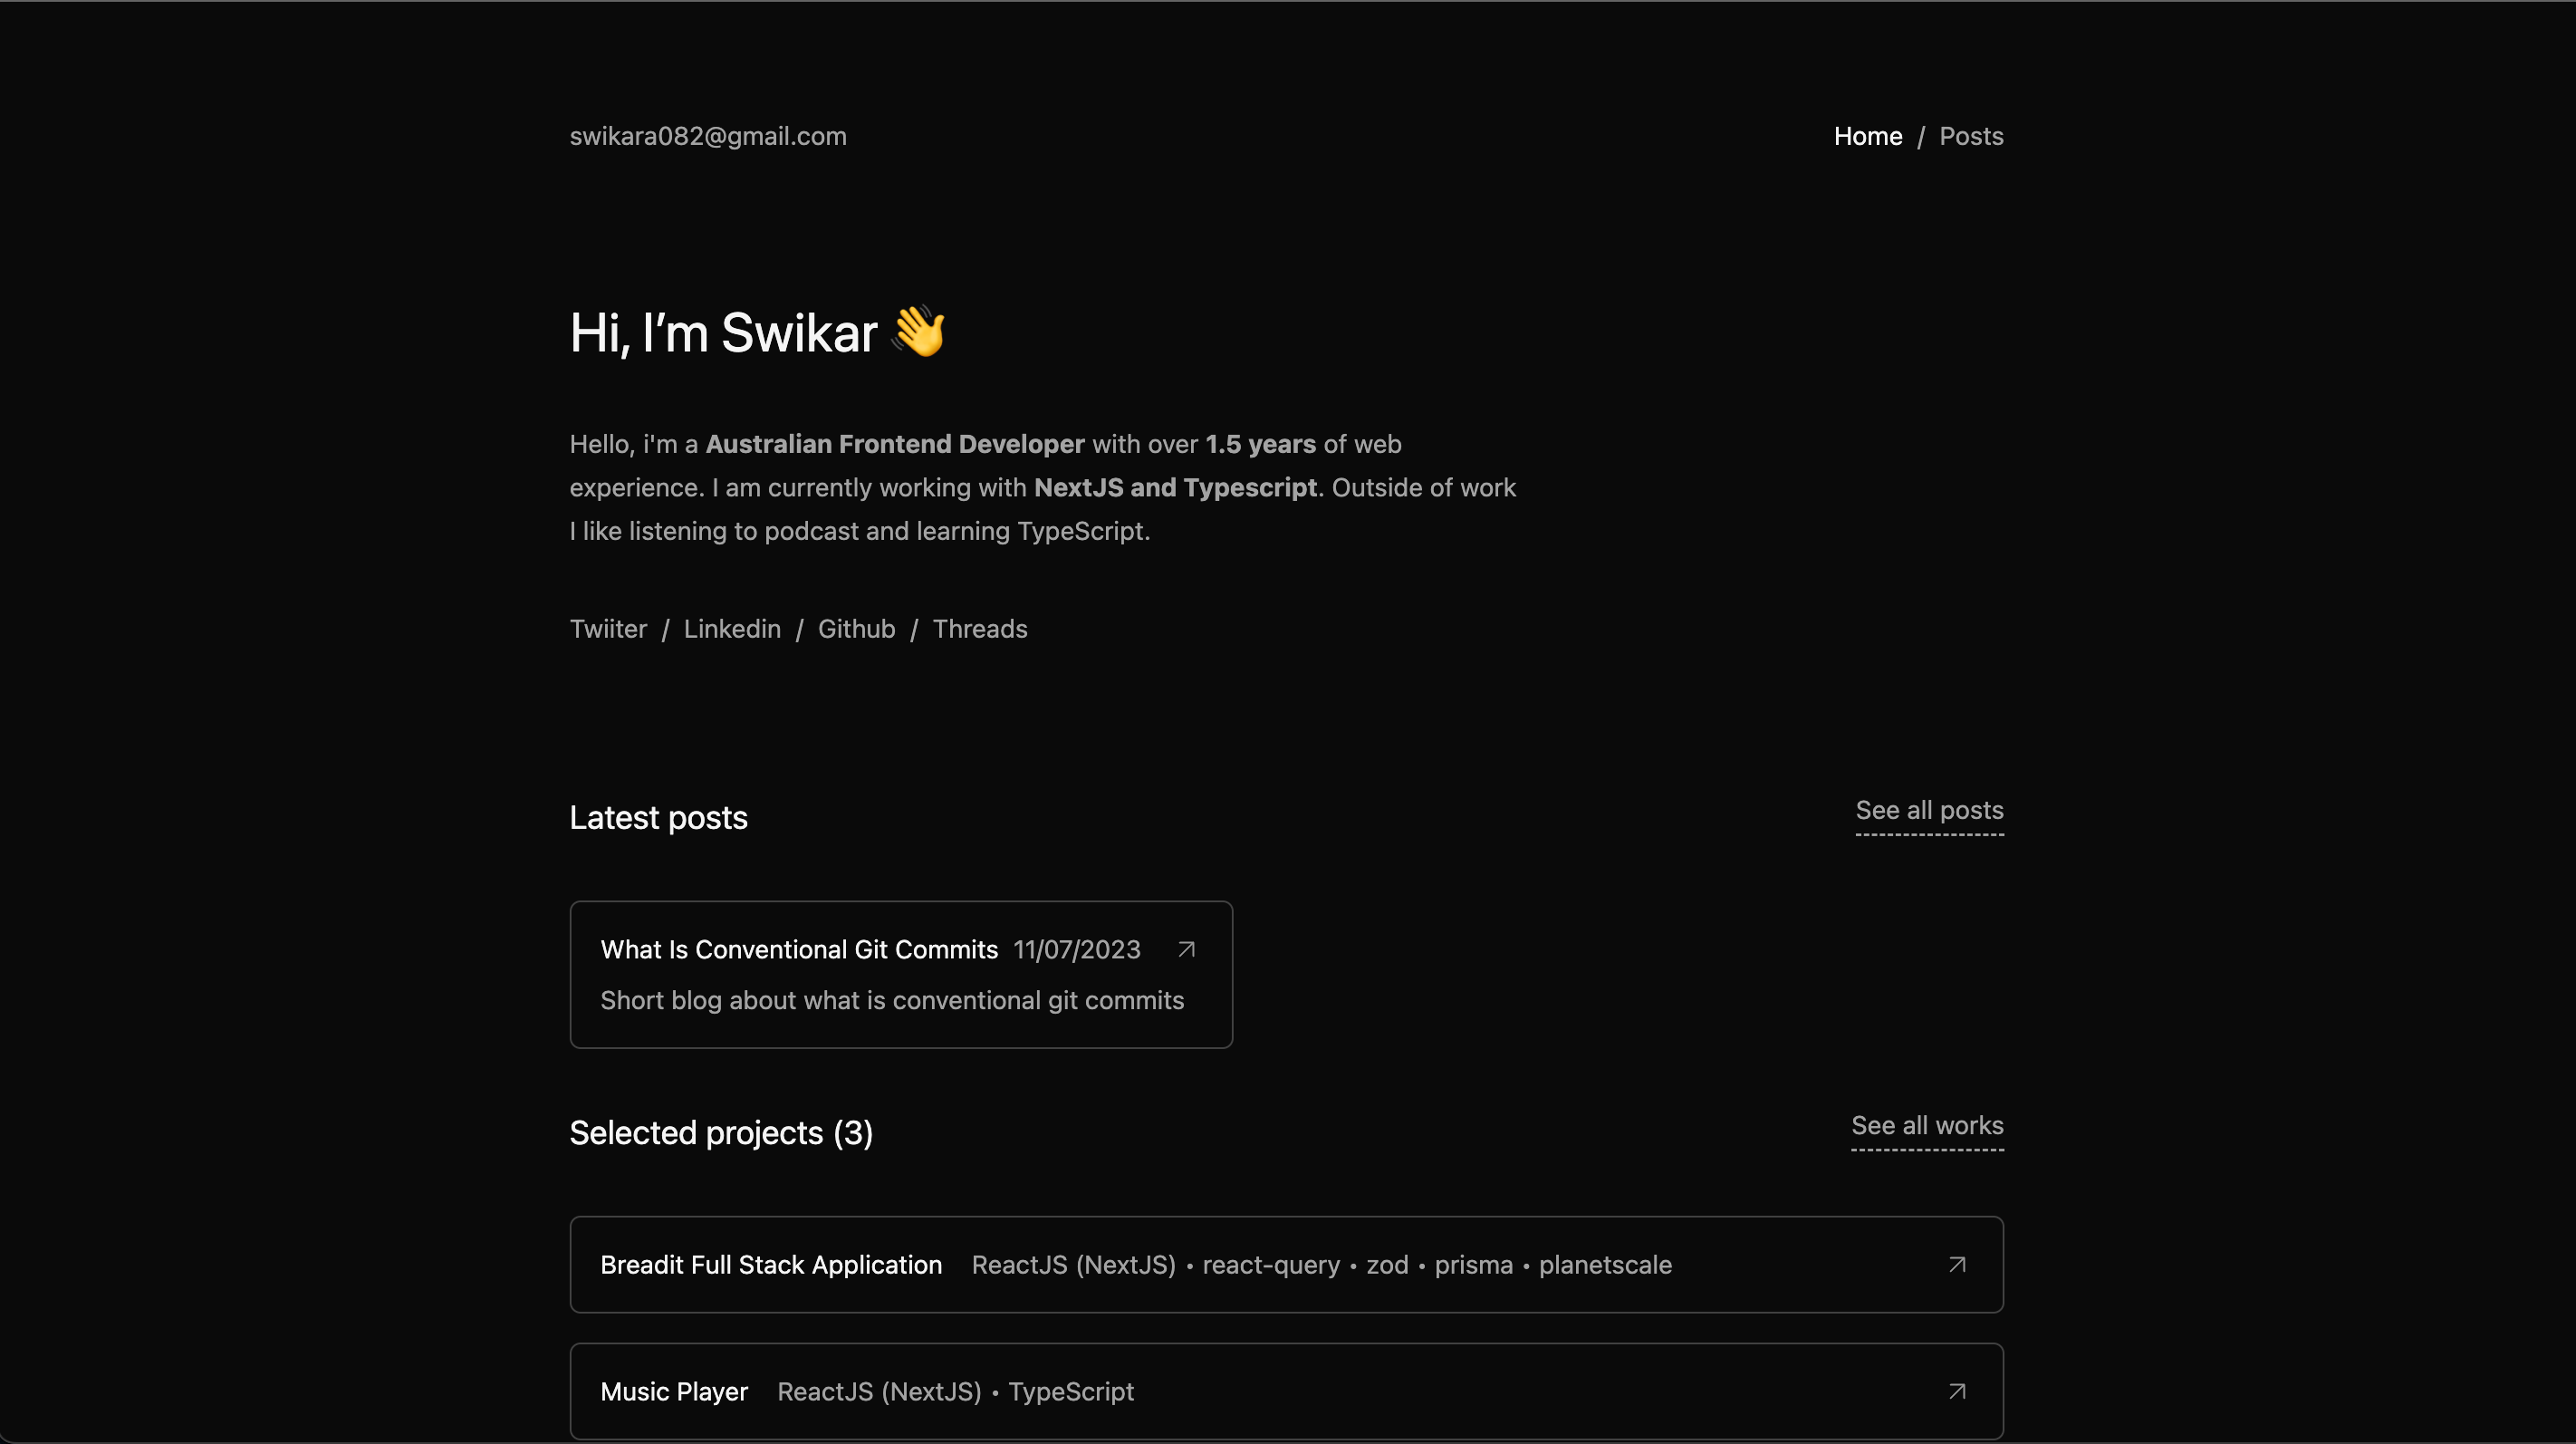 swikara082@gmail.com
Home / Posts
Hi, I’m Swikar 👋
Hello, i'm a Australian Frontend Developer with over 1.5 years of web
experience. I am currently working with NextJS and Typescript. Outside of work
I like listening to podcast and learning TypeScript.
Twiiter / Linkedin / Github / Threads
Latest posts
See all posts
What Is Conventional Git Commits 11/07/2023
Short blog about what is conventional git commits
Selected projects (3)
See all works
Breadit Full Stack Application ReactJS (NextJS) • react-query • zod • prisma • planetscale
Music Player ReactJS (NextJS) • TypeScript